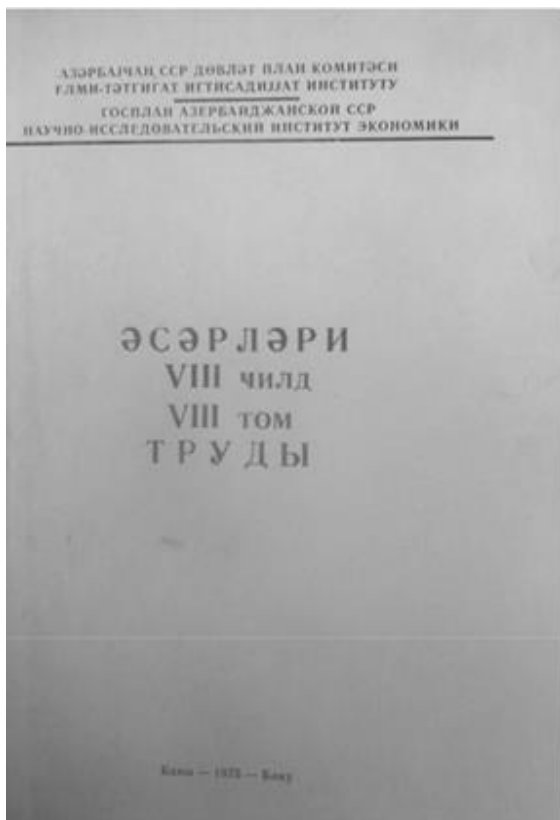 АЗӘРБАЈҸАН ССР ДӨВЛӘТ ПЛАН КОМИТӘСИ
ЕЛМИ-ТӘДГИГАТ ИГТИСАДИЈЈАТ ИНСТИТУТУ
ГОСПЛАН АЗЕРБАЙДЖАНСКОЙ ССР
НАУЧНО-ИССЛЕДОВАТЕЛЬСКИЙ ИНСТИТУТ ЭКОНОМИКИ
ӘСӘРЛӘРИ
VIII ҹилд
VIII том
ТРУДЫ
Бакы — — Баку